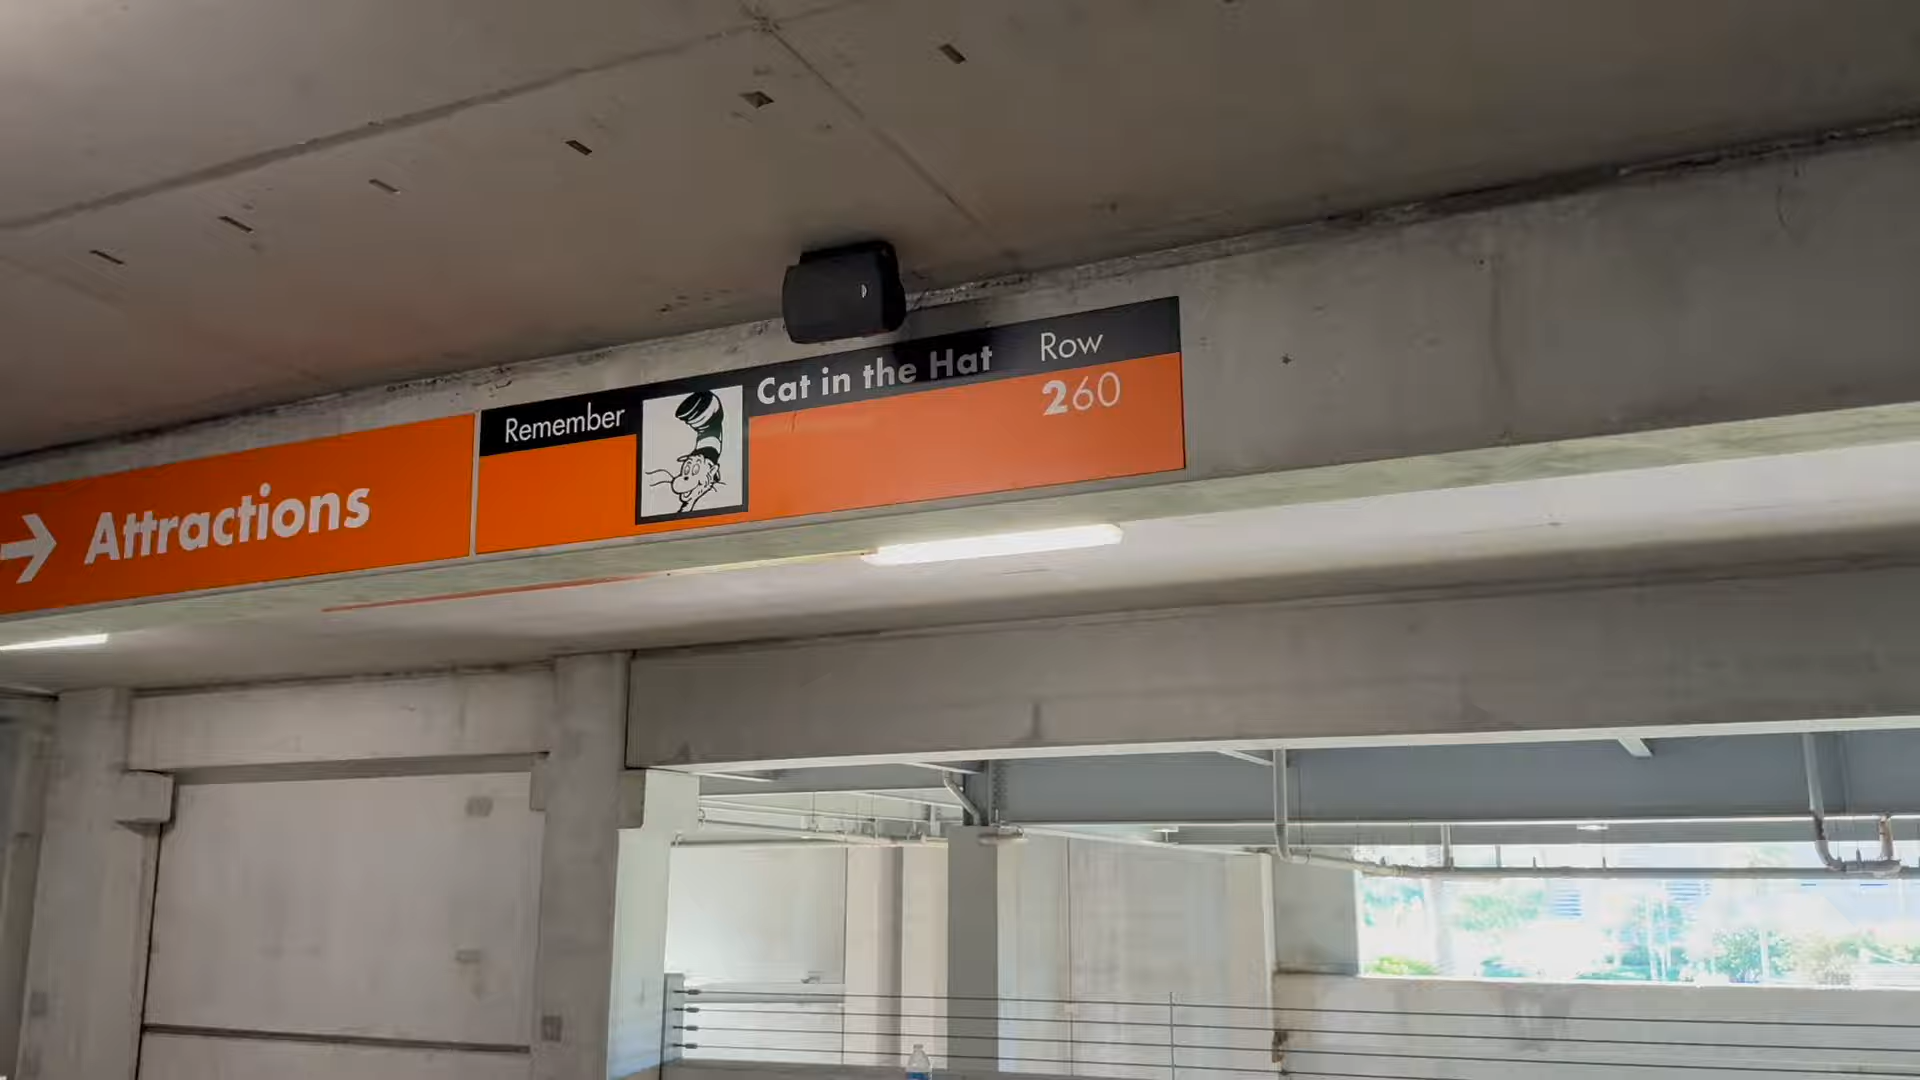 → Attractions
Remember
Cat in the Hat
Row
260